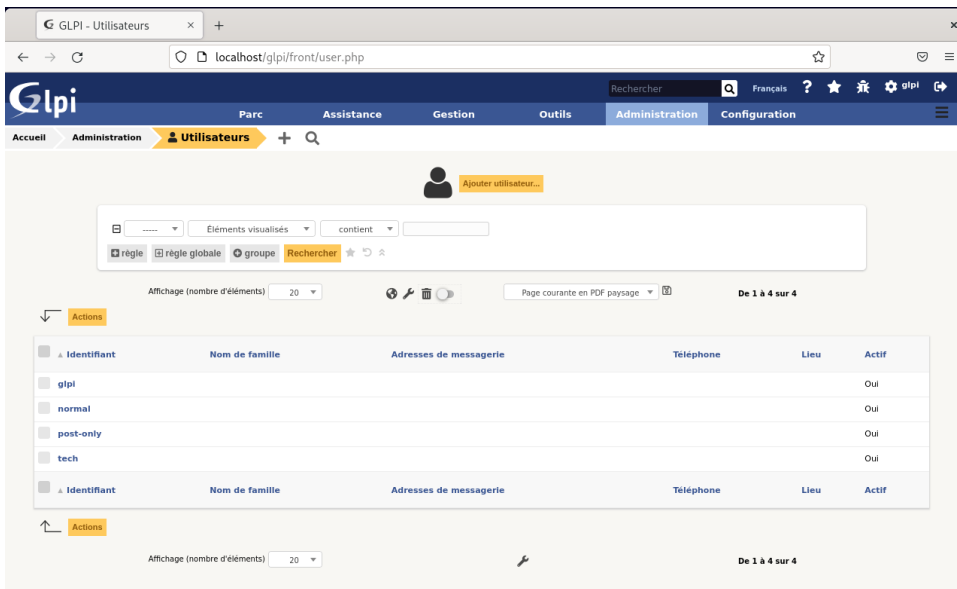 GLPI - Utilisateurs × +
localhost/glpi/front/user.php
Glpi
Rechercher Français ? glpi
Parc Assistance Gestion Outils Administration Configuration
Accueil Administration Utilisateurs
Ajouter utilisateur...
----- Éléments visualisés contient
règle règle globale groupe Rechercher
Affichage (nombre d'éléments) 20 Page courante en PDF paysage De 1 à 4 sur 4
Actions
Identifiant Nom de famille Adresses de messagerie Téléphone Lieu Actif
glpi Oui
normal Oui
post-only Oui
tech Oui
Identifiant Nom de famille Adresses de messagerie Téléphone Lieu Actif
Actions
Affichage (nombre d'éléments) 20 De 1 à 4 sur 4